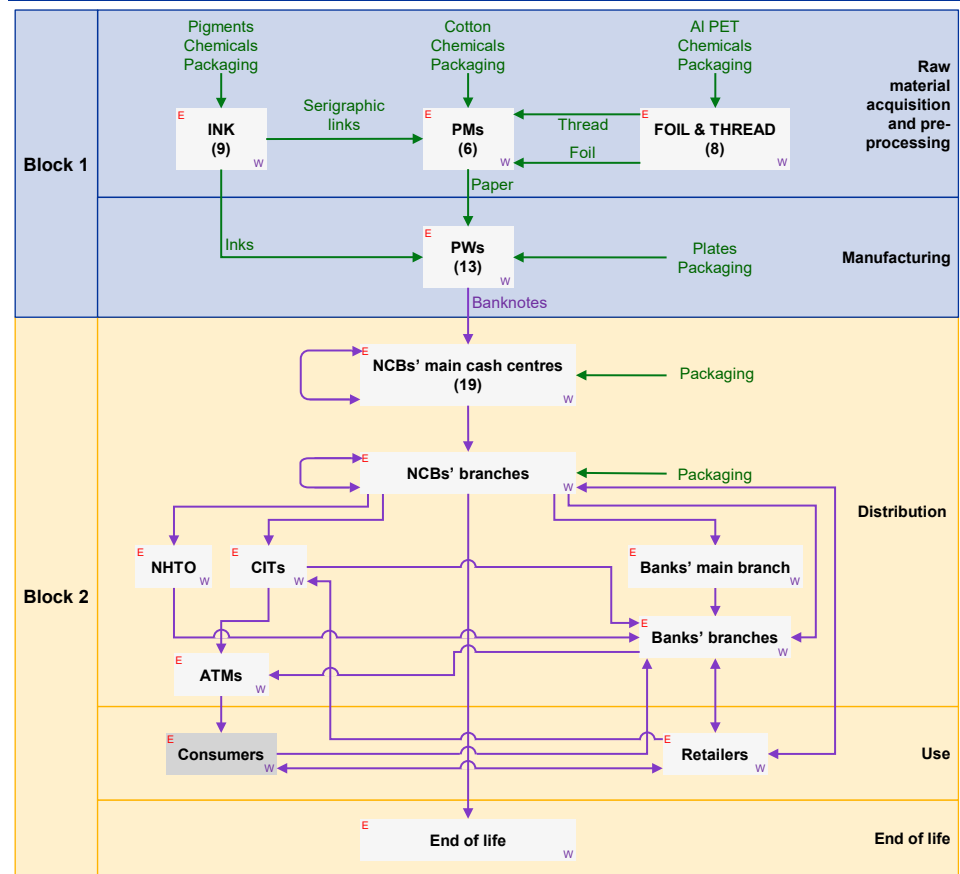 Pigments
Chemicals
Packaging
Cotton
Chemicals
Packaging
Al PET
Chemicals
Packaging
Raw
material
acquisition
and pre-
processing
Block 1
E
INK
(9)
W
Serigraphic
links
E
PMs
(6)
W
Thread
Foil
E
FOIL & THREAD
(8)
W
Paper
Inks
E
PWs
(13)
W
Plates
Packaging
Manufacturing
Banknotes
Block 2
E
NCBs’ main cash centres
(19)
W
Packaging
E
NCBs’ branches
W
Packaging
Distribution
E
NHTO
W
E
CITs
W
E
Banks’ main branch
W
E
Banks’ branches
W
E
ATMs
W
E
Consumers
W
E
Retailers
W
Use
E
End of life
W
End of life